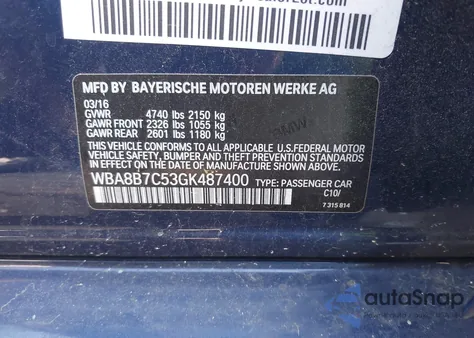 MFD BY BAYERISCHE MOTOREN WERKE AG
03/16
GVWR 4740 lbs 2150 kg
GAWR FRONT 2326 lbs 1055 kg
GAWR REAR 2601 lbs 1180 kg
BMW
THIS VEHICLE CONFORMS TO ALL APPLICABLE U.S.FEDERAL
MOTOR VEHICLE SAFETY, BUMPER, AND THEFT PREVENTION
STANDARDS IN EFFECT ON THE DATE OF MANUFACTURE SHOWN ABOVE.
WBA8B7C53GK487400 TYPE: PASSENGER CAR
C10/
7 315 814
autoSnap